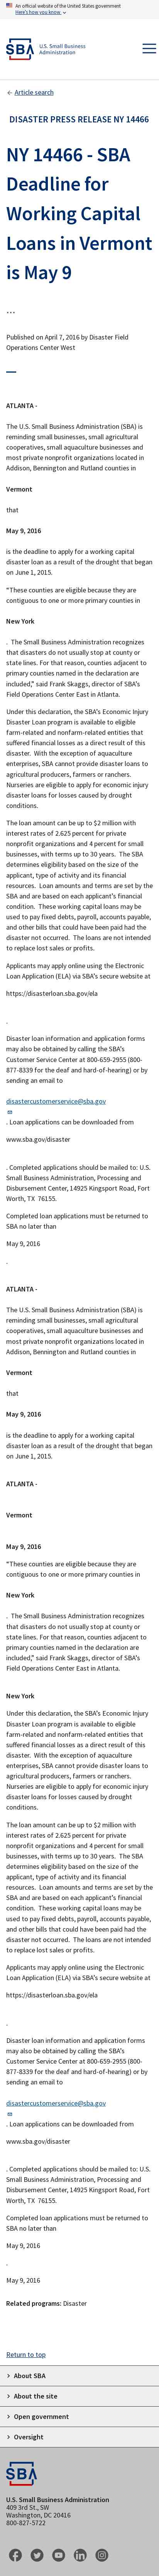 An official website of the United States government
Here's how you know
SBA
U.S. Small Business
Administration
Article search
DISASTER PRESS RELEASE NY 14466
NY 14466 - SBA
Deadline for
Working Capital
Loans in Vermont
is May 9
...
Published on April 7, 2016 by Disaster Field
Operations Center West
ATLANTA -
The U.S. Small Business Administration (SBA) is
reminding small businesses, small agricultural
cooperatives, small aquaculture businesses and
most private nonprofit organizations located in
Addison, Bennington and Rutland counties in
Vermont
that
May 9, 2016
is the deadline to apply for a working capital
disaster loan as a result of the drought that began
on June 1, 2015.
"These counties are eligible because they are
contiguous to one or more primary counties in
New York
. The Small Business Administration recognizes
that disasters do not usually stop at county or
state lines. For that reason, counties adjacent to
primary counties named in the declaration are
included," said Frank Skaggs, director of SBA's
Field Operations Center East in Atlanta.
Under this declaration, the SBA's Economic Injury
Disaster Loan program is available to eligible
farm-related and nonfarm-related entities that
suffered financial losses as a direct result of this
disaster. With the exception of aquaculture
enterprises, SBA cannot provide disaster loans to
agricultural producers, farmers or ranchers.
Nurseries are eligible to apply for economic injury
disaster loans for losses caused by drought
conditions.
The loan amount can be up to $2 million with
interest rates of 2.625 percent for private
nonprofit organizations and 4 percent for small
businesses, with terms up to 30 years. The SBA
determines eligibility based on the size of the
applicant, type of activity and its financial
resources. Loan amounts and terms are set by the
SBA and are based on each applicant's financial
condition. These working capital loans may be
used to pay fixed debts, payroll, accounts payable,
and other bills that could have been paid had the
disaster not occurred. The loans are not intended
to replace lost sales or profits.
Applicants may apply online using the Electronic
Loan Application (ELA) via SBA's secure website at
https://disasterloan.sba.gov/ela
.
Disaster loan information and application forms
may also be obtained by calling the SBA's
Customer Service Center at 800-659-2955 (800-
877-8339 for the deaf and hard-of-hearing) or by
sending an email to
disastercustomerservice@sba.gov
. Loan applications can be downloaded from
www.sba.gov/disaster
. Completed applications should be mailed to: U.S.
Small Business Administration, Processing and
Disbursement Center, 14925 Kingsport Road, Fort
Worth, TX 76155.
Completed loan applications must be returned to
SBA no later than
May 9, 2016
.
ATLANTA -
The U.S. Small Business Administration (SBA) is
reminding small businesses, small agricultural
cooperatives, small aquaculture businesses and
most private nonprofit organizations located in
Addison, Bennington and Rutland counties in
Vermont
that
May 9, 2016
is the deadline to apply for a working capital
disaster loan as a result of the drought that began
on June 1, 2015.
ATLANTA -
Vermont
May 9, 2016
"These counties are eligible because they are
contiguous to one or more primary counties in
New York
. The Small Business Administration recognizes
that disasters do not usually stop at county or
state lines. For that reason, counties adjacent to
primary counties named in the declaration are
included," said Frank Skaggs, director of SBA's
Field Operations Center East in Atlanta.
New York
Under this declaration, the SBA's Economic Injury
Disaster Loan program is available to eligible
farm-related and nonfarm-related entities that
suffered financial losses as a direct result of this
disaster. With the exception of aquaculture
enterprises, SBA cannot provide disaster loans to
agricultural producers, farmers or ranchers.
Nurseries are eligible to apply for economic injury
disaster loans for losses caused by drought
conditions.
The loan amount can be up to $2 million with
interest rates of 2.625 percent for private
nonprofit organizations and 4 percent for small
businesses, with terms up to 30 years. The SBA
determines eligibility based on the size of the
applicant, type of activity and its financial
resources. Loan amounts and terms are set by the
SBA and are based on each applicant's financial
condition. These working capital loans may be
used to pay fixed debts, payroll, accounts payable,
and other bills that could have been paid had the
disaster not occurred. The loans are not intended
to replace lost sales or profits.
Applicants may apply online using the Electronic
Loan Application (ELA) via SBA's secure website at
https://disasterloan.sba.gov/ela
.
Disaster loan information and application forms
may also be obtained by calling the SBA's
Customer Service Center at 800-659-2955 (800-
877-8339 for the deaf and hard-of-hearing) or by
sending an email to
disastercustomerservice@sba.gov
. Loan applications can be downloaded from
www.sba.gov/disaster
. Completed applications should be mailed to: U.S.
Small Business Administration, Processing and
Disbursement Center, 14925 Kingsport Road, Fort
Worth, TX 76155.
Completed loan applications must be returned to
SBA no later than
May 9, 2016
.
May 9, 2016
Related programs: Disaster
Return to top
About SBA
About the site
Open government
Oversight
SBA
U.S. Small Business Administration
409 3rd St., SW
Washington, DC 20416
800-827-5722